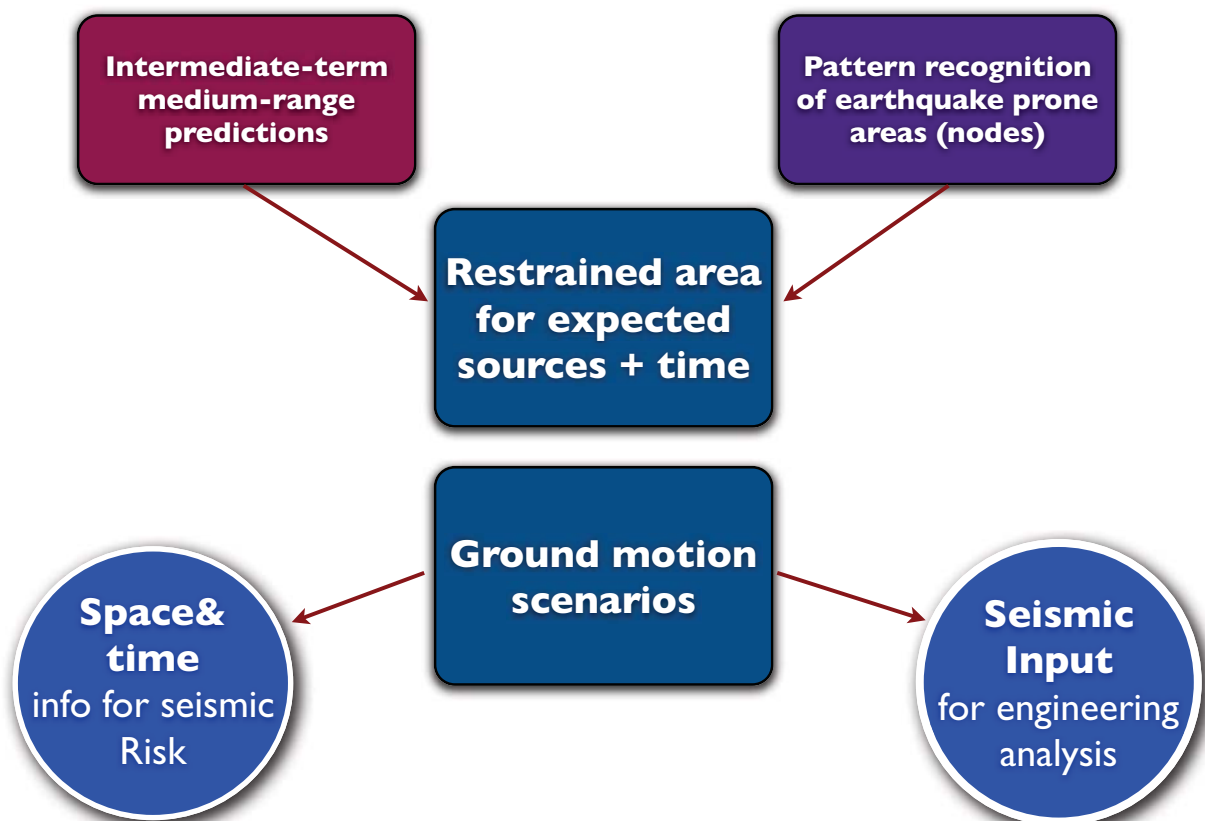 Intermediate-term
medium-range
predictions
Pattern recognition
of earthquake prone
areas (nodes)
Restrained area
for expected
sources + time
Ground motion
scenarios
Space&
time
info for seismic
Risk
Seismic
Input
for engineering
analysis